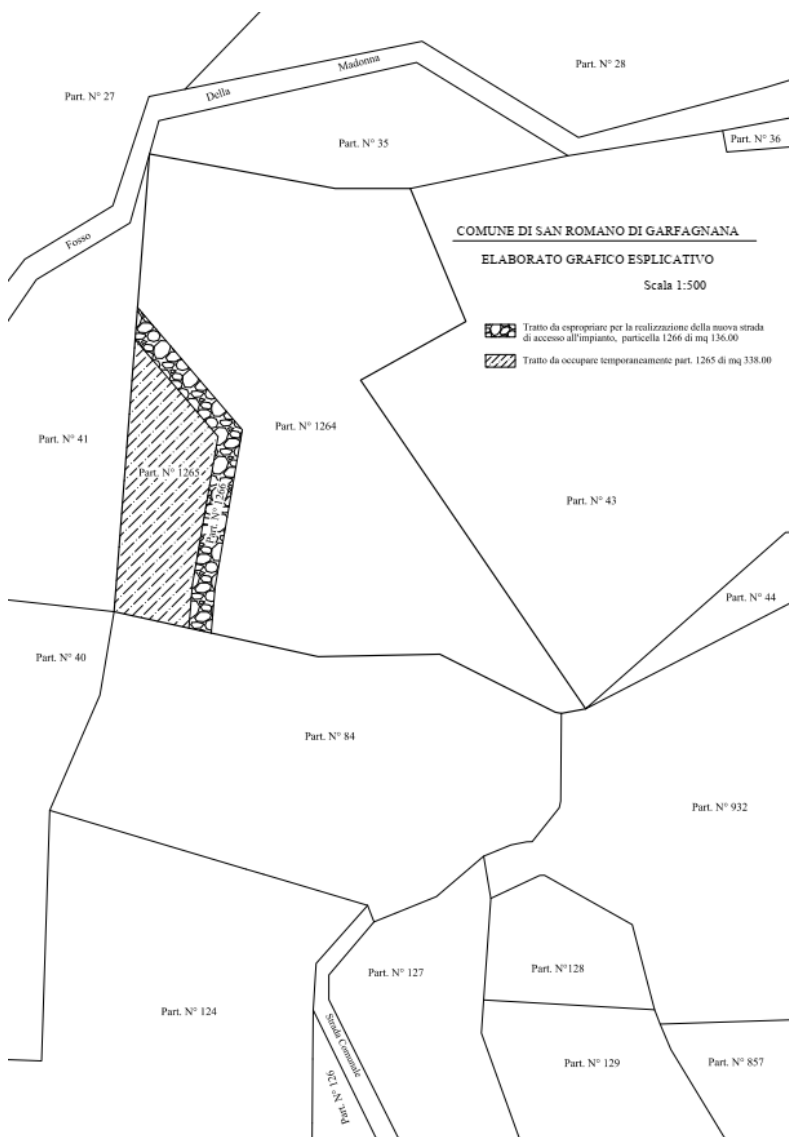 Part. N° 28
Madonna
Della
Part. N° 27
Part. N° 36
Part. N° 35
Fosso
COMUNE DI SAN ROMANO DI GARFAGNANA
ELABORATO GRAFICO ESPLICATIVO
Scala 1:500
Tratto da espropriare per la realizzazione della nuova strada
di accesso all'impianto, particella 1266 di mq 136.00
Tratto da occupare temporaneamente part. 1265 di mq 338.00
Part. N° 1264
Part. N° 41
Part. N° 1265
Part. N° 1266
Part. N° 43
Part. N° 44
Part. N° 40
Part. N° 84
Part. N° 932
Part. N° 127
Part. N°128
Part. N° 124
Strada Comunale
Part. N° 129
Part. N° 857
Part. N° 126